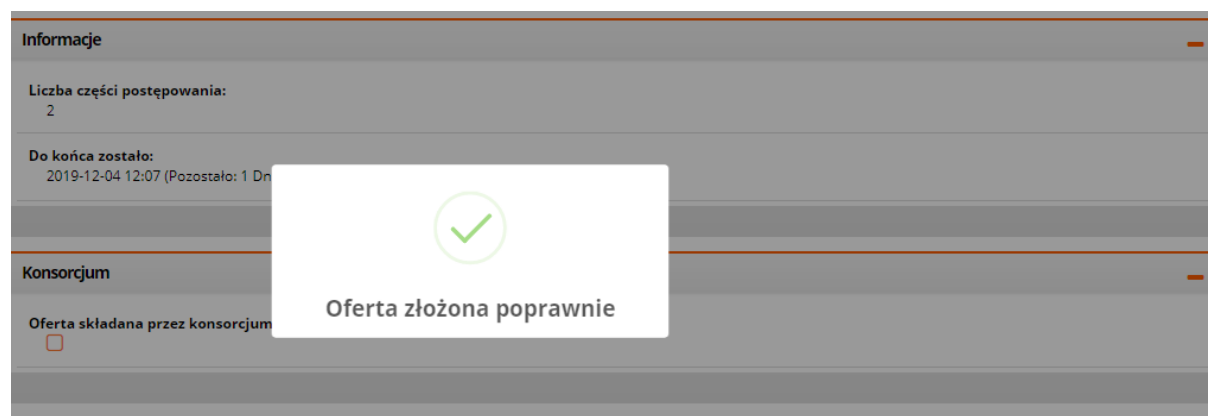 Informacje
Liczba części postępowania:
2
Do końca zostało:
2019-12-04 12:07 (Pozostało: 1 Dn
Oferta złożona poprawnie
Konsorcjum
Oferta składana przez konsorcjum